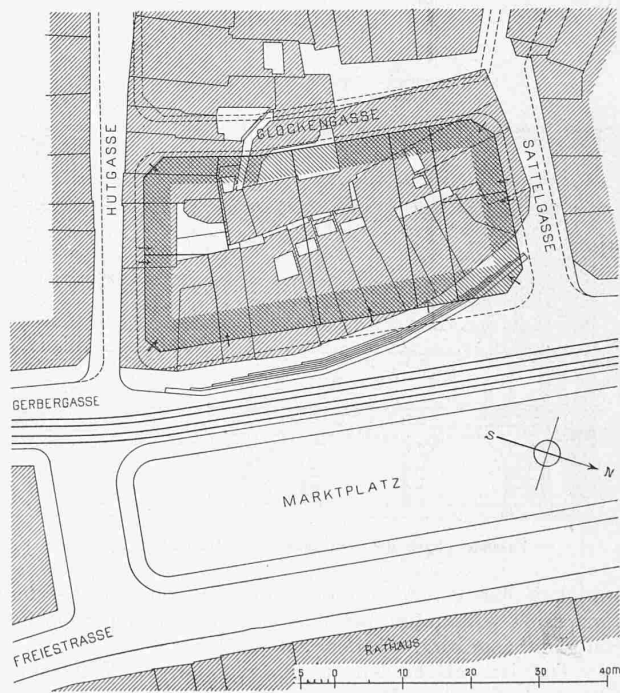 HUTGASSE
GLOCKENGASSE
SATTELGASSE
GERBERGASSE
S
N
MARKTPLATZ
FREIESTRASSE
RATHAUS
5 0 10 20 30 40m